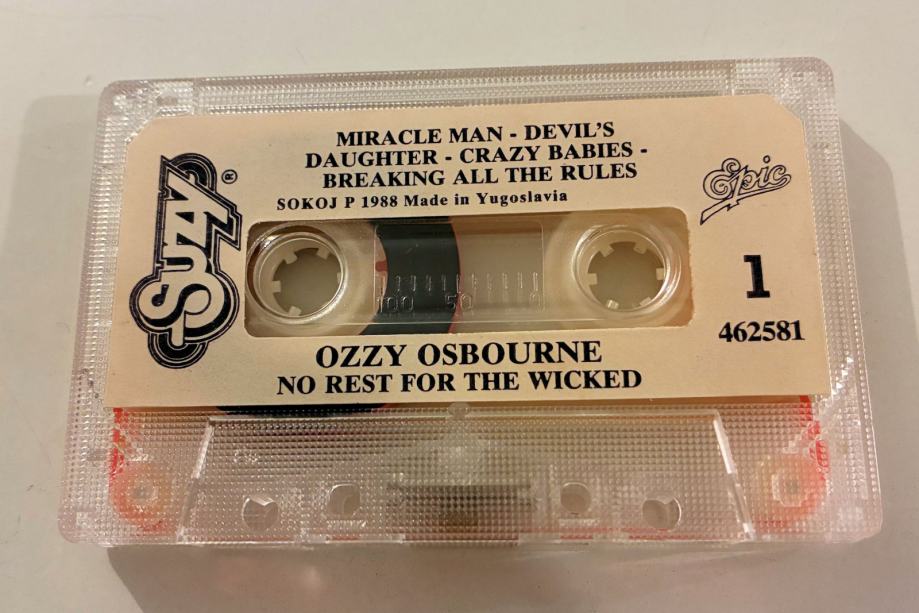 MIRACLE MAN - DEVIL'S
DAUGHTER - CRAZY BABIES -
BREAKING ALL THE RULES
SOKOJ P 1988 Made in Yugoslavia
SUZY ®
Epic
100 50 0
1
462581
OZZY OSBOURNE
NO REST FOR THE WICKED